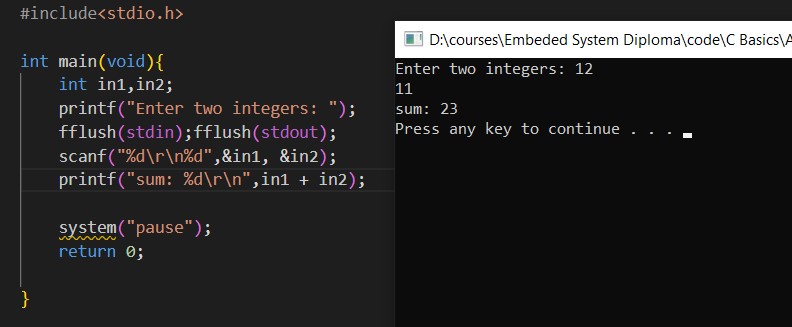 #include<stdio.h>
int main(void){
int in1,in2;
printf("Enter two integers: ");
fflush(stdin);fflush(stdout);
scanf("%d\r\n%d",&in1, &in2);
printf("sum: %d\r\n",in1 + in2);
system("pause");
return 0;
}
D:\courses\Embeded System Diploma\code\C Basics\A
Enter two integers: 12
11
sum: 23
Press any key to continue . . .